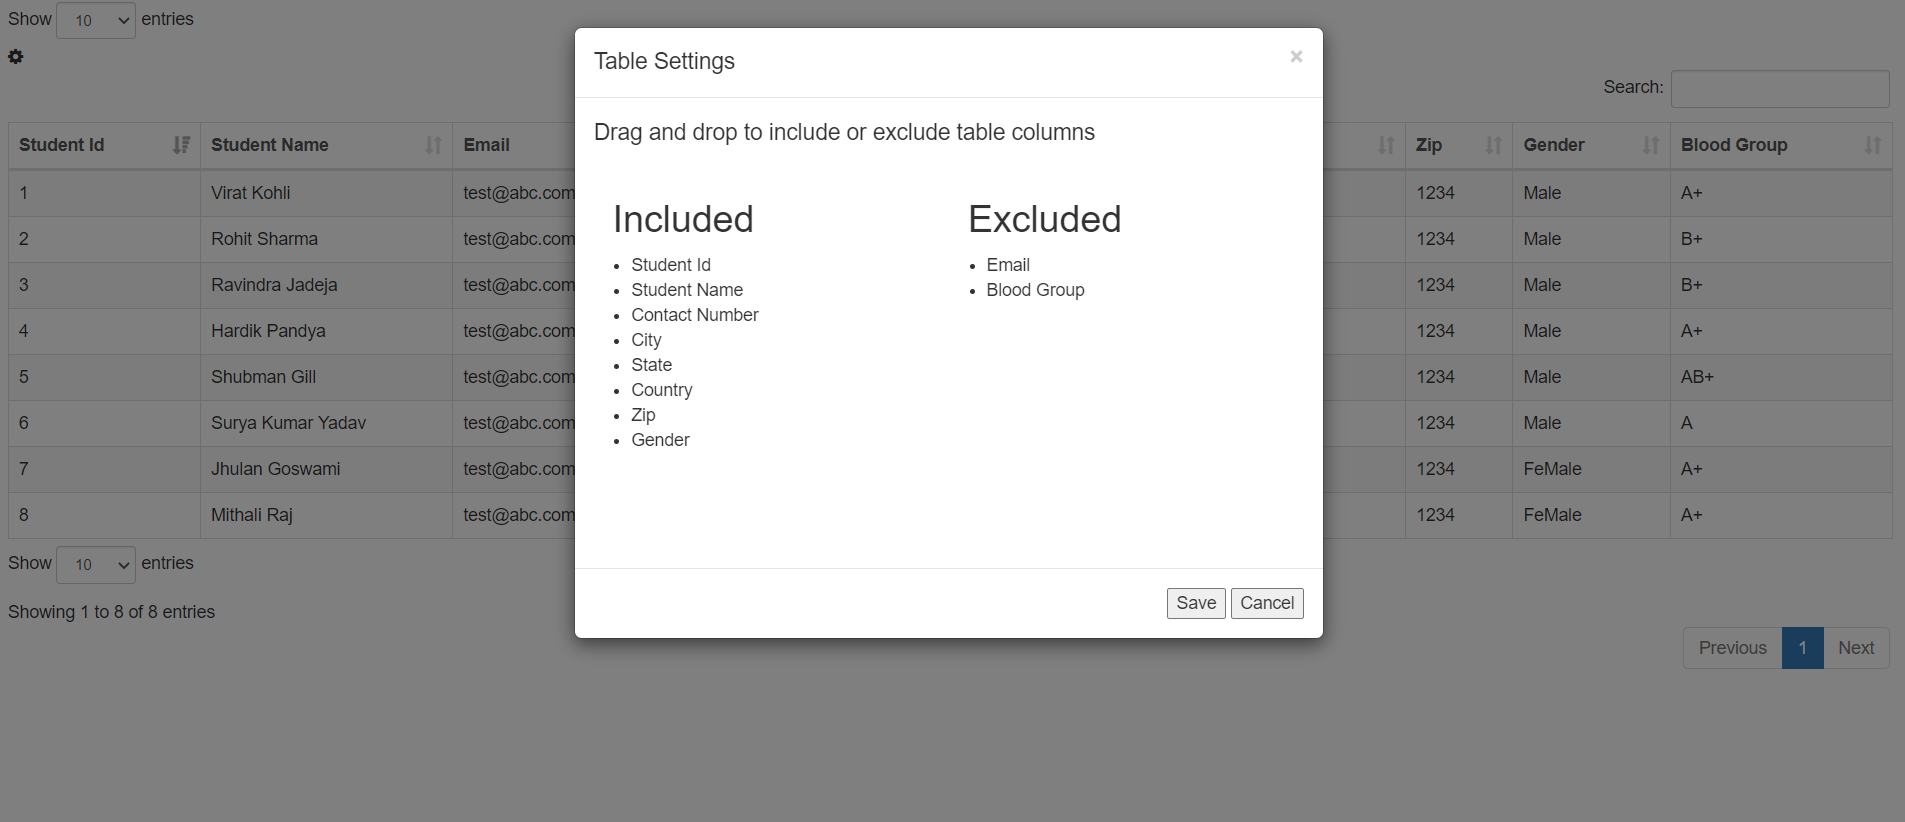 Show 10 entries
Table Settings ×
Search:
Drag and drop to include or exclude table columns
Student Id Student Name Email Zip Gender Blood Group
1 Virat Kohli test@abc.com 1234 Male A+
2 Rohit Sharma test@abc.com 1234 Male B+
3 Ravindra Jadeja test@abc.com 1234 Male B+
4 Hardik Pandya test@abc.com 1234 Male A+
5 Shubman Gill test@abc.com 1234 Male AB+
6 Surya Kumar Yadav test@abc.com 1234 Male A
7 Jhulan Goswami test@abc.com 1234 FeMale A+
8 Mithali Raj test@abc.com 1234 FeMale A+
Included
Student Id
Student Name
Contact Number
City
State
Country
Zip
Gender
Excluded
Email
Blood Group
Save Cancel
Show 10 entries
Showing 1 to 8 of 8 entries
Previous 1 Next